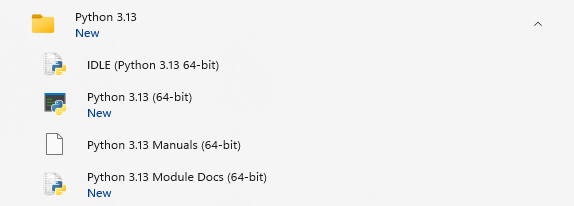 Python 3.13
New
IDLE (Python 3.13 64-bit)
Python 3.13 (64-bit)
New
Python 3.13 Manuals (64-bit)
Python 3.13 Module Docs (64-bit)
New